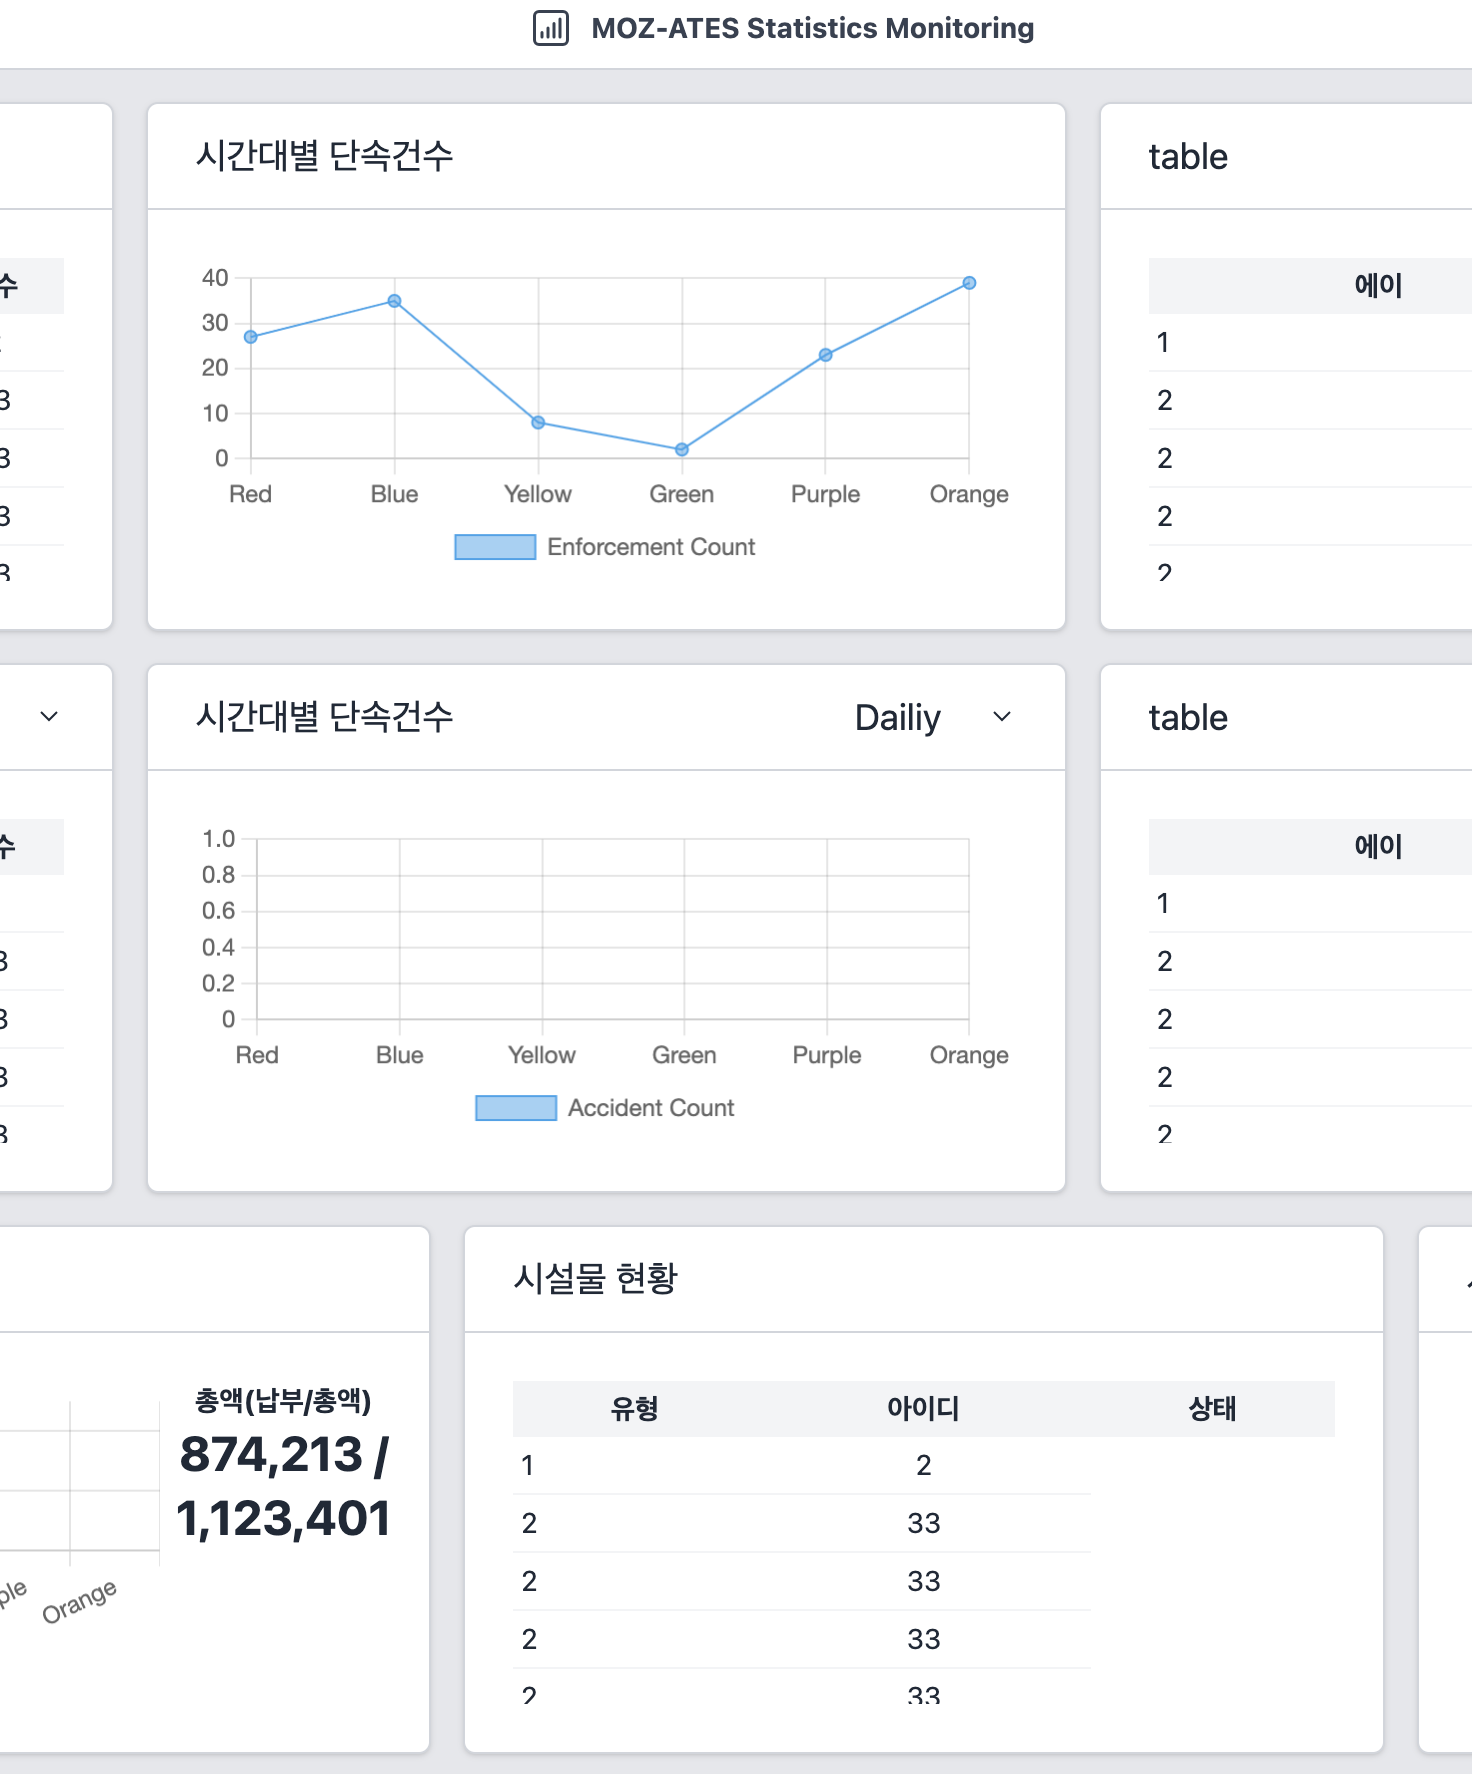 MOZ-ATES Statistics Monitoring
수
3
3
3
3
시간대별 단속건수
40
30
20
10
0
Red Blue Yellow Green Purple Orange
Enforcement Count
table
에이
1
2
2
2
2
수
3
3
3
3
시간대별 단속건수 Dailiy
1.0
0.8
0.6
0.4
0.2
0
Red Blue Yellow Green Purple Orange
Accident Count
table
에이
1
2
2
2
2
총액(납부/총액)
874,213 /
1,123,401
ple Orange
시설물 현황
유형 아이디 상태
1 2
2 33
2 33
2 33
2 33